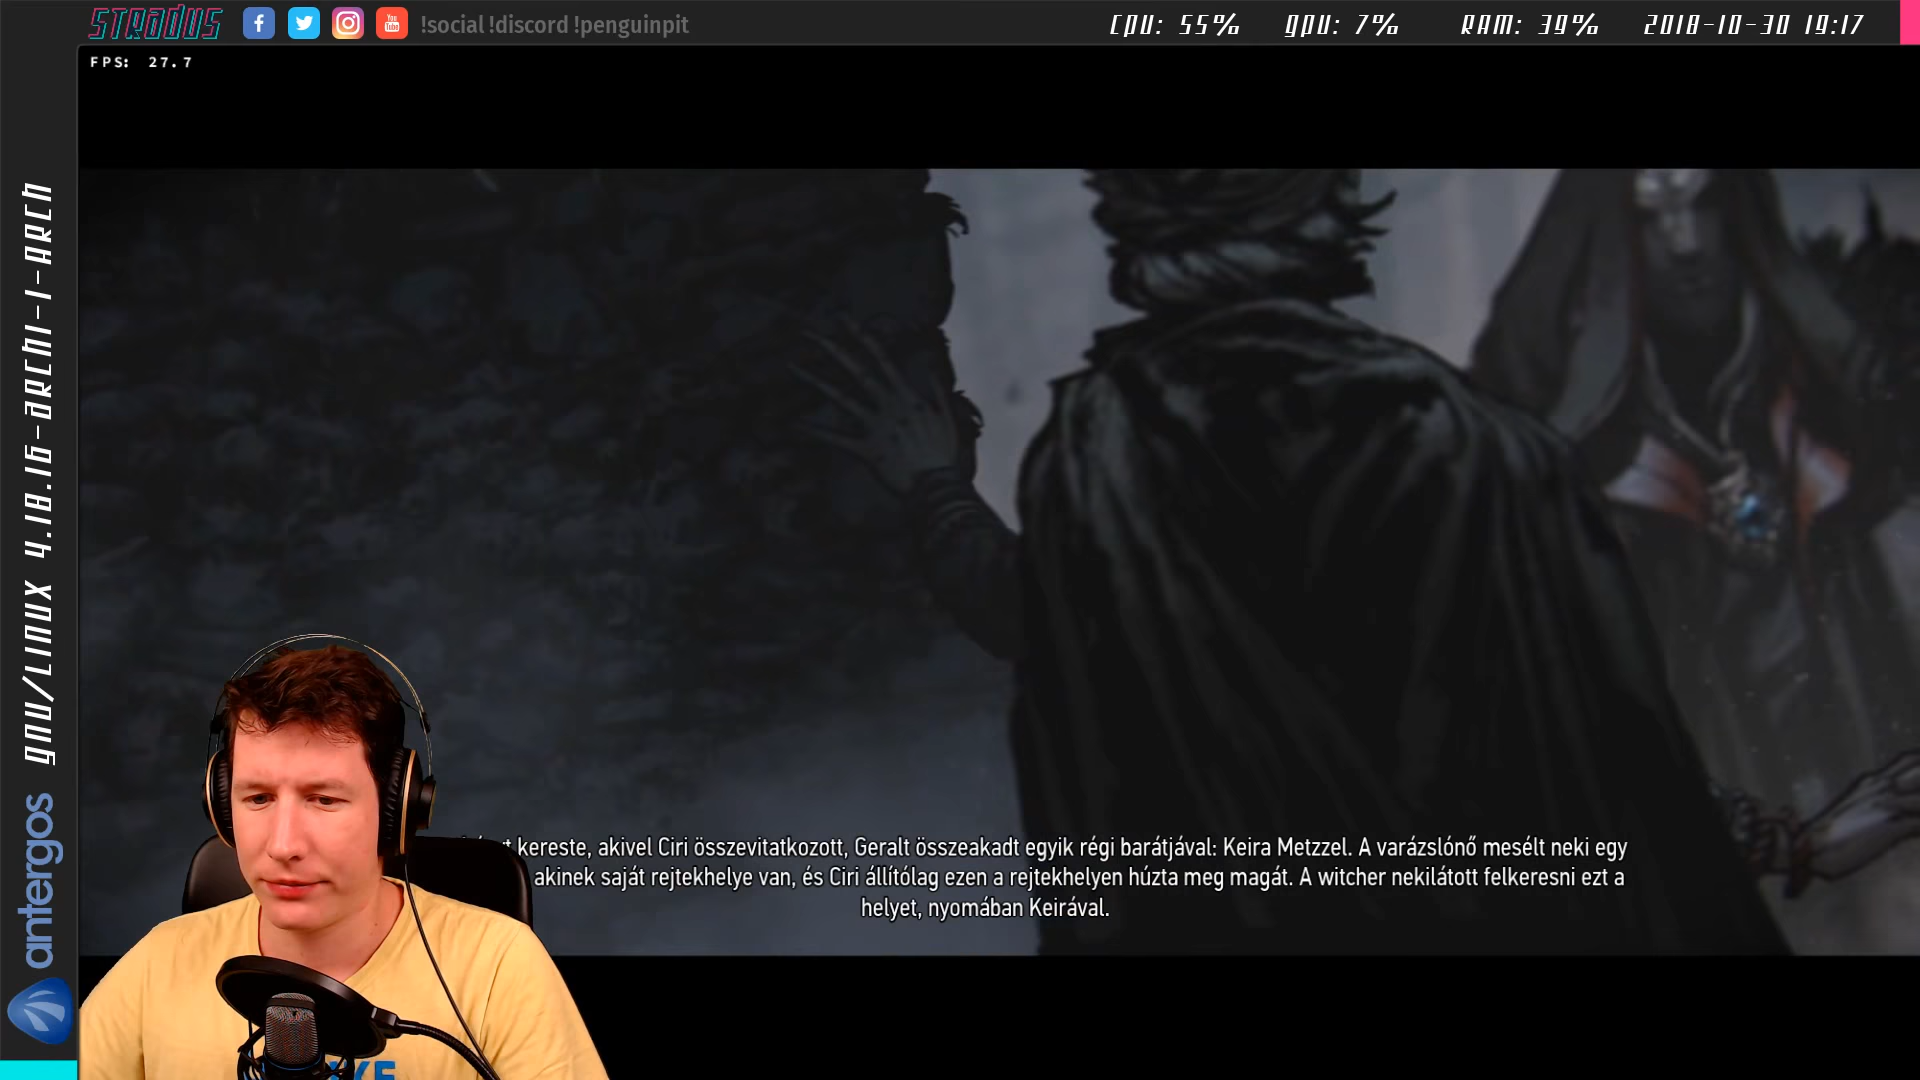 STRADUS
!social !discord !penguinpit
CPU: 55% GPU: 7% RAM: 39% 2018-10-30 19:17
FPS: 27.7
GNU/LINUX 4.18.16-ARCH1-1-ARCH
antergos
You Tube
kereste, akivel Ciri összevitatkozott, Geralt összeakadt egyik régi barátjával: Keira Metzzel. A varázslónő mesélt neki egy
akinek saját rejtekhelye van, és Ciri állítólag ezen a rejtekhelyen húzta meg magát. A witcher nekilátott felkeresni ezt a
helyet, nyomában Keirával.